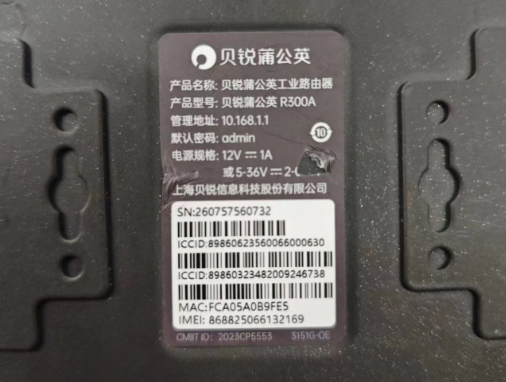 贝锐蒲公英
产品名称: 贝锐蒲公英工业路由器
产品型号: 贝锐蒲公英 R300A
管理地址: 10.168.1.1
默认密码: admin
10
电源规格: 12V⎓1A
或 5-36V⎓2-
上海贝锐信息科技股份有限公司
SN:260757560732
ICCID:89860623560066000630
ICCID:89860323482009246738
MAC:FCA05A0B9FE5
IMEI: 868825066132169
CMIIT ID: 2023CP5553 3151G-OE